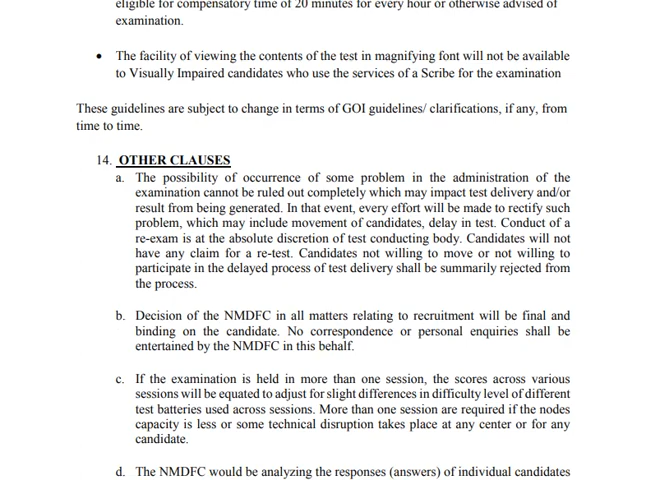 eligible for compensatory time of 20 minutes for every hour or otherwise advised of
examination.
• The facility of viewing the contents of the test in magnifying font will not be available
to Visually Impaired candidates who use the services of a Scribe for the examination
These guidelines are subject to change in terms of GOI guidelines/ clarifications, if any, from
time to time.
14. OTHER CLAUSES
a. The possibility of occurrence of some problem in the administration of the
examination cannot be ruled out completely which may impact test delivery and/or
result from being generated. In that event, every effort will be made to rectify such
problem, which may include movement of candidates, delay in test. Conduct of a
re-exam is at the absolute discretion of test conducting body. Candidates will not
have any claim for a re-test. Candidates not willing to move or not willing to
participate in the delayed process of test delivery shall be summarily rejected from
the process.
b. Decision of the NMDFC in all matters relating to recruitment will be final and
binding on the candidate. No correspondence or personal enquiries shall be
entertained by the NMDFC in this behalf.
c. If the examination is held in more than one session, the scores across various
sessions will be equated to adjust for slight differences in difficulty level of different
test batteries used across sessions. More than one session are required if the nodes
capacity is less or some technical disruption takes place at any center or for any
candidate.
d. The NMDFC would be analyzing the responses (answers) of individual candidates